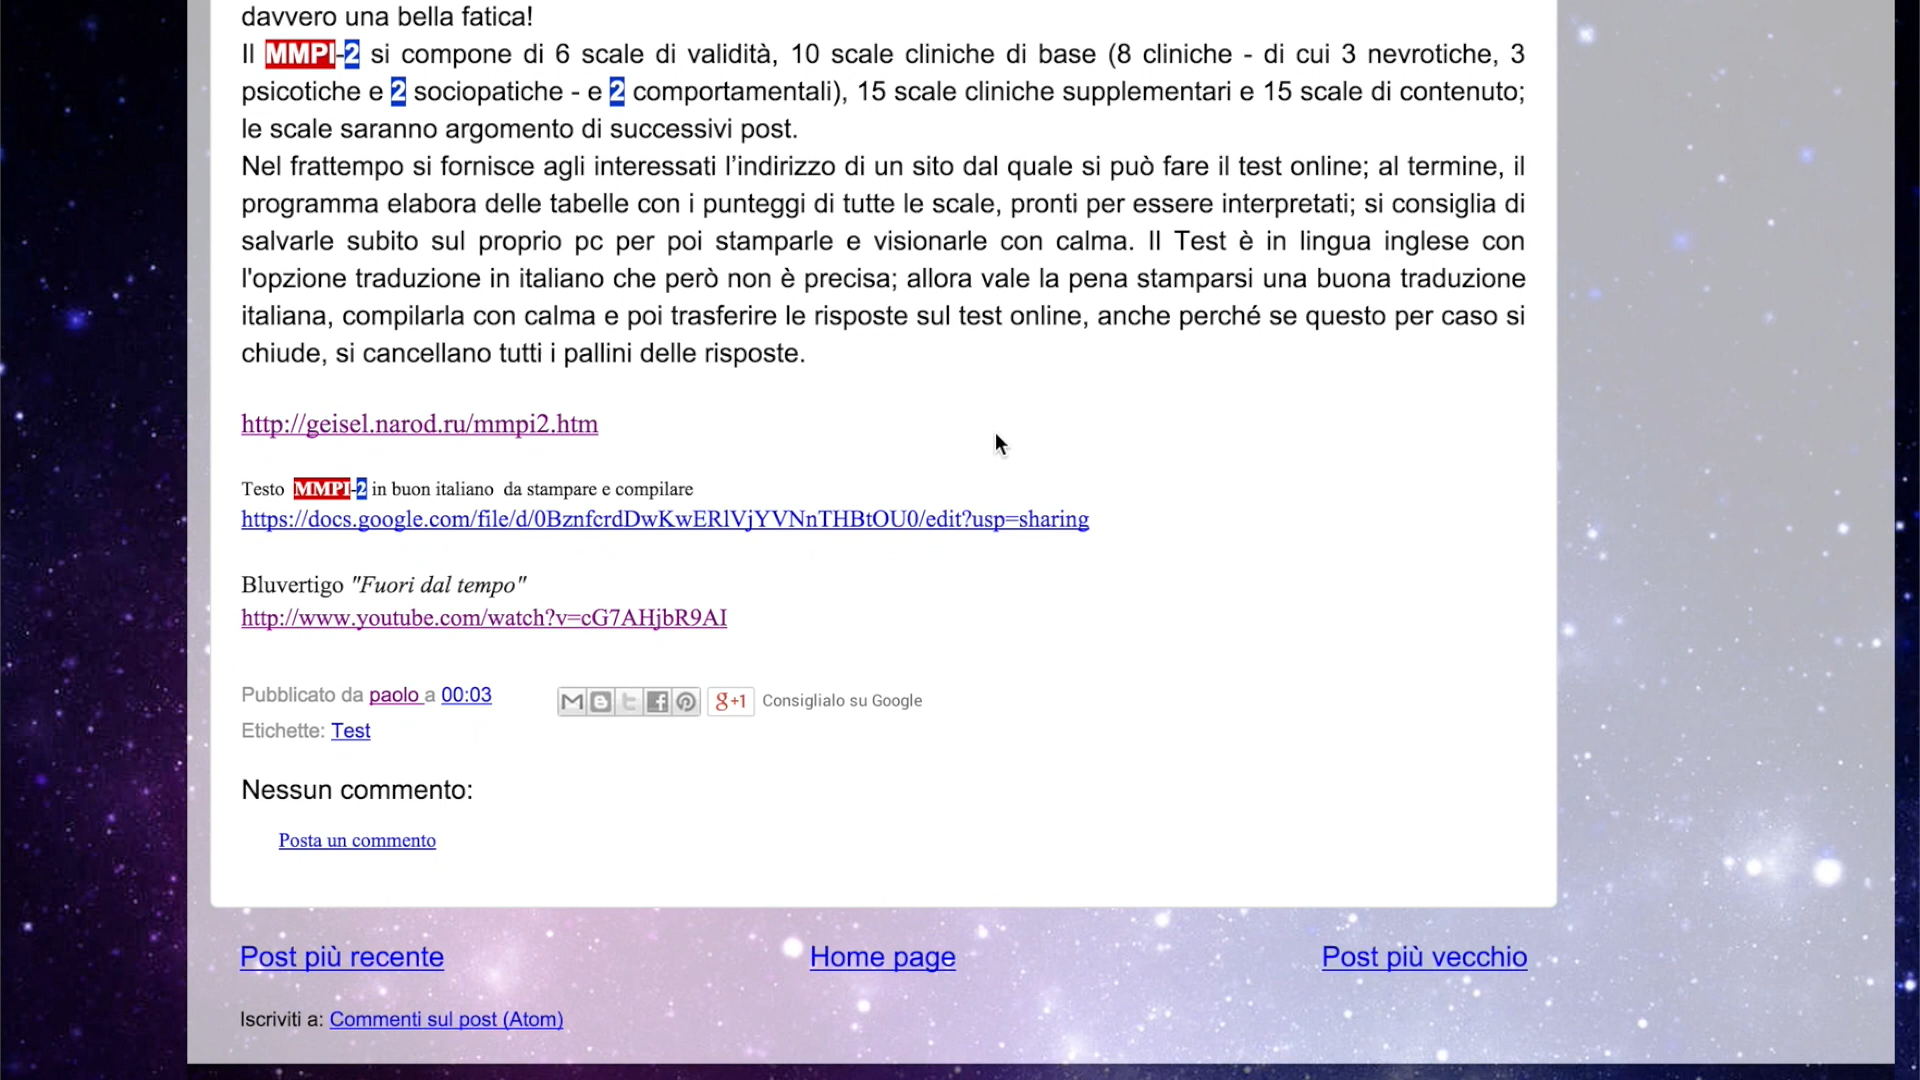 davvero una bella fatica!
Il MMPI-2 si compone di 6 scale di validità, 10 scale cliniche di base (8 cliniche - di cui 3 nevrotiche, 3
psicotiche e 2 sociopatiche - e 2 comportamentali), 15 scale cliniche supplementari e 15 scale di contenuto;
le scale saranno argomento di successivi post.
Nel frattempo si fornisce agli interessati l’indirizzo di un sito dal quale si può fare il test online; al termine, il
programma elabora delle tabelle con i punteggi di tutte le scale, pronti per essere interpretati; si consiglia di
salvarle subito sul proprio pc per poi stamparle e visionarle con calma. Il Test è in lingua inglese con
l'opzione traduzione in italiano che però non è precisa; allora vale la pena stamparsi una buona traduzione
italiana, compilarla con calma e poi trasferire le risposte sul test online, anche perché se questo per caso si
chiude, si cancellano tutti i pallini delle risposte.
http://geisel.narod.ru/mmpi2.htm
Testo MMPI-2 in buon italiano da stampare e compilare
https://docs.google.com/file/d/0BznfcrdDwKwERlVjYVNnTHBtOU0/edit?usp=sharing
Bluvertigo "Fuori dal tempo"
http://www.youtube.com/watch?v=cG7AHjbR9AI
Pubblicato da paolo a 00:03
g+1 Consiglialo su Google
Etichette: Test
Nessun commento:
Posta un commento
Post più recente
Home page
Post più vecchio
Iscriviti a: Commenti sul post (Atom)